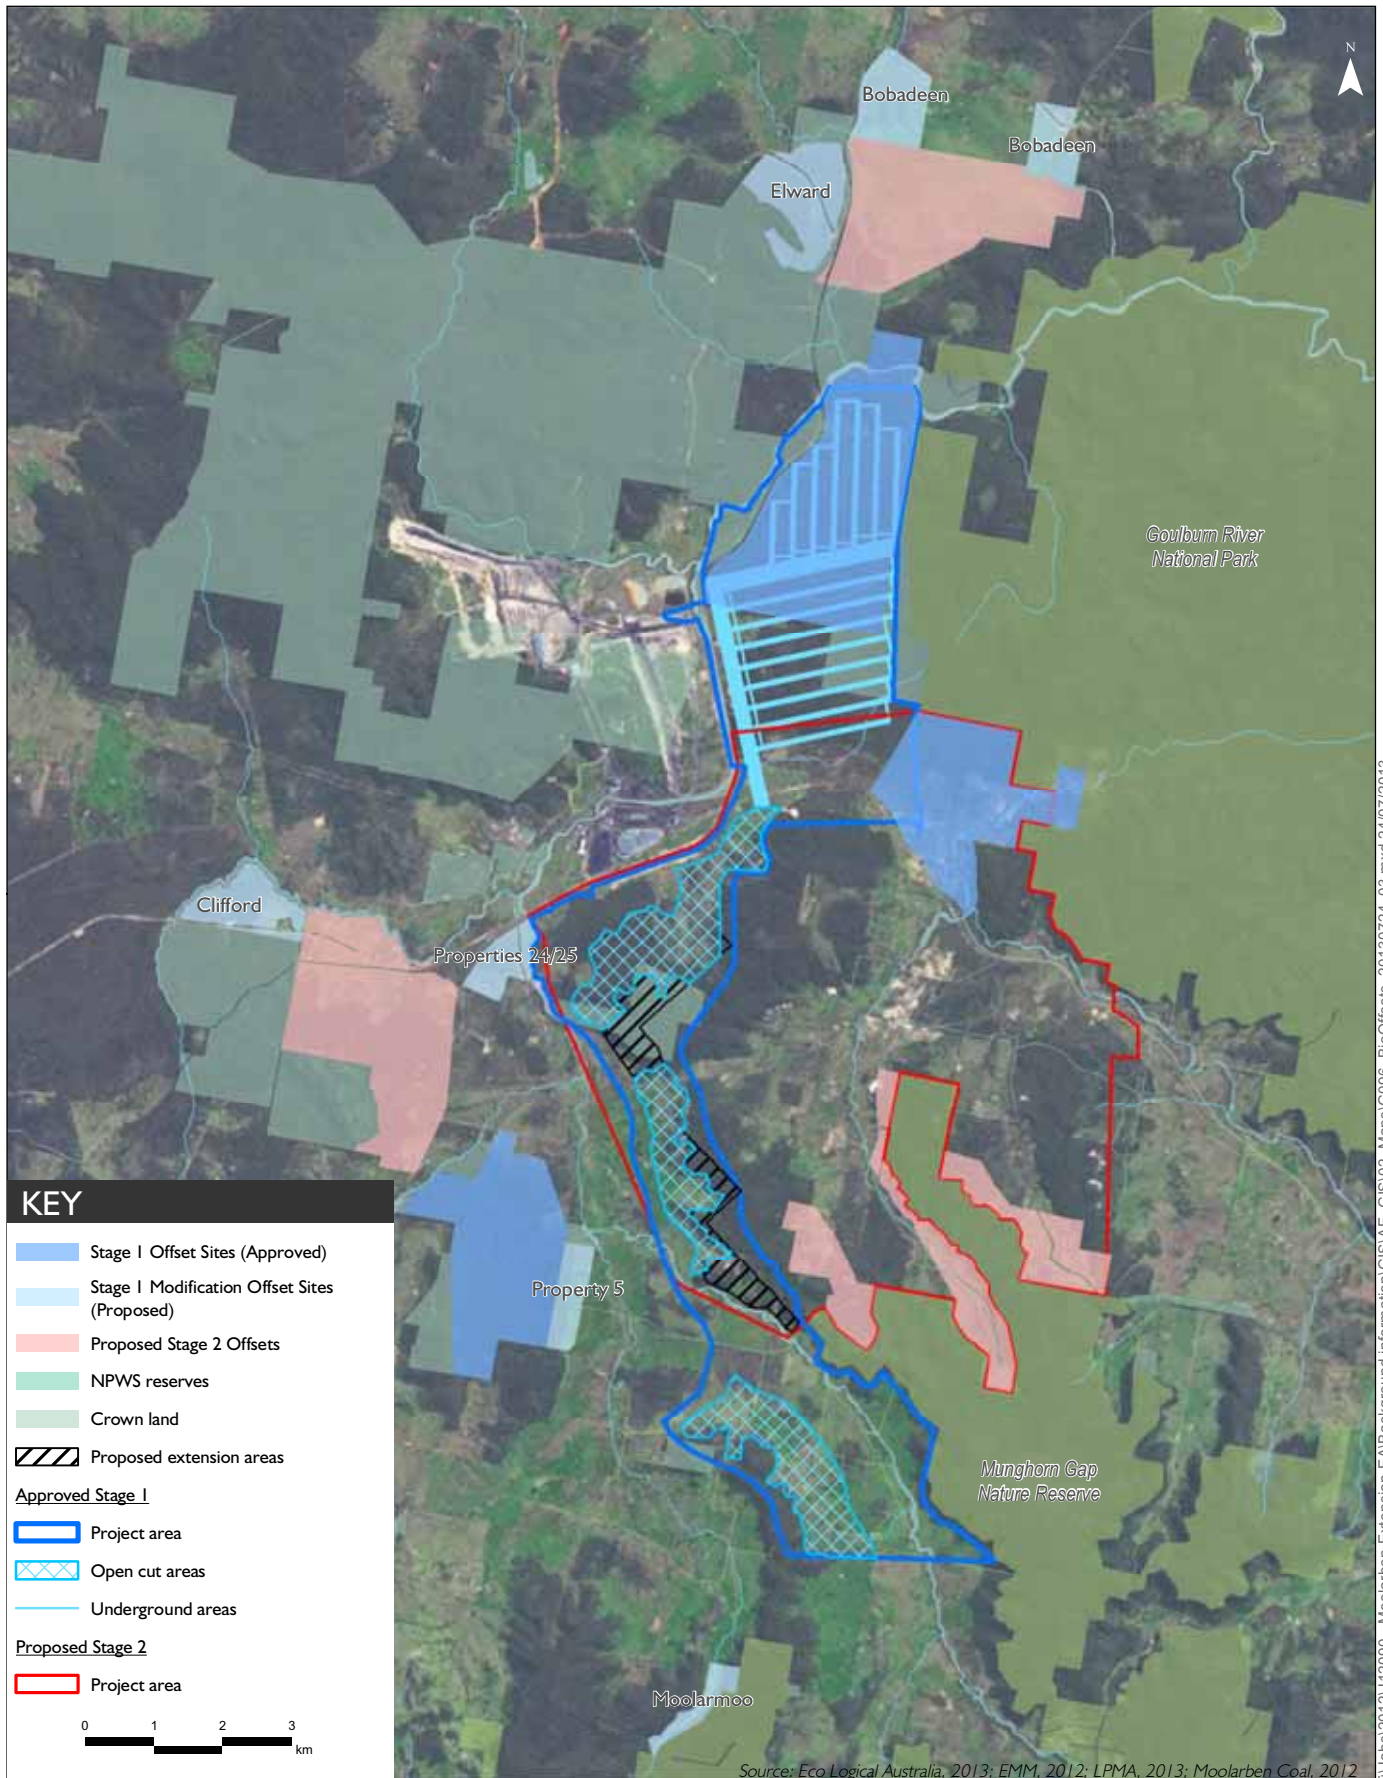 N
Bobadeen
Bobadeen
Elward
Goulburn River
National Park
Clifford
Properties 24/25
Property 5
Munghorn Gap
Nature Reserve
Moolarmoo
KEY
Stage 1 Offset Sites (Approved)
Stage 1 Modification Offset Sites
(Proposed)
Proposed Stage 2 Offsets
NPWS reserves
Crown land
Proposed extension areas
Approved Stage 1
Project area
Open cut areas
Underground areas
Proposed Stage 2
Project area
0 1 2 3
km
Source: Eco Logical Australia, 2013; EMM, 2012; LPMA, 2013; Moolarben Coal, 2012